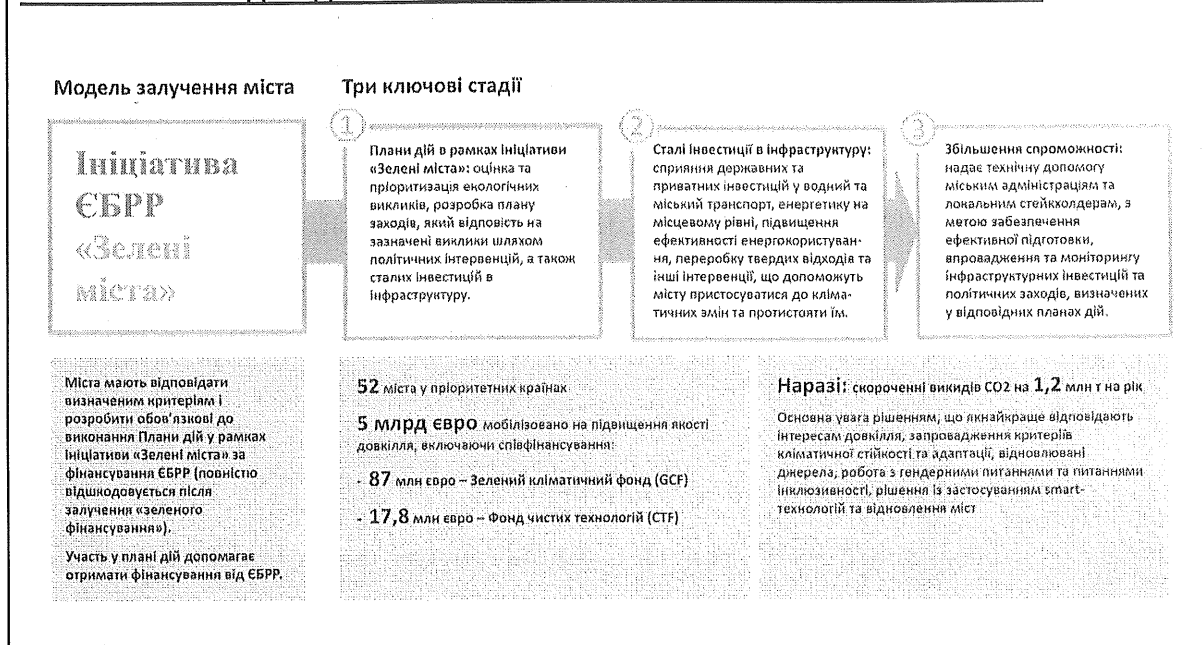 Модель залучення міста
Три ключові стадії
Ініціатива
ЄБРР
«Зелені
міста»
1
Плани дій в рамках Ініціативи
«Зелені міста»: оцінка та
пріоритизація екологічних
викликів, розробка плану
заходів, який відповість на
зазначені виклики шляхом
політичних інтервенцій, а також
сталих інвестицій в
інфраструктуру.
2
Сталі інвестиції в інфраструктуру:
сприяння державних та
приватних інвестицій у водний та
міський транспорт, енергетику на
місцевому рівні, підвищення
ефективності енергокористуван-
ня, переробку твердих відходів та
інші інтервенції, що допоможуть
місту пристосуватися до кліма-
тичних змін та протистояти їм.
3
Збільшення спроможності:
надає технічну допомогу
міським адміністраціям та
локальним стейкхолдерам, з
метою забезпечення
ефективної підготовки,
впровадження та моніторингу
інфраструктурних інвестицій та
політичних заходів, визначених
у відповідних планах дій.
Міста мають відповідати
визначеним критеріям і
розробити обов'язкові до
виконання Плани дій у рамках
Ініціативи «Зелені міста» за
фінансування ЄБРР (повністю
відшкодовується після
залучення «зеленого
фінансування»).
Участь у плані дій допомагає
отримати фінансування від ЄБРР.
52 міста у пріоритетних країнах
5 млрд євро мобілізовано на підвищення якості
довкілля, включаючи співфінансування:
- 87 млн євро – Зелений кліматичний фонд (GCF)
- 17,8 млн евро – Фонд чистих технологій (CTF)
Наразі: скороченні викидів СО2 на 1,2 млн т на рік
Основна увага рішенням, що якнайкраще відповідають
інтересам довкілля, запровадження критеріїв
кліматичної стійкості та адаптації, відновлювані
джерела, робота з гендерними питаннями та питаннями
інклюзивності, рішення із застосуванням smart-
технологій та відновлення міст